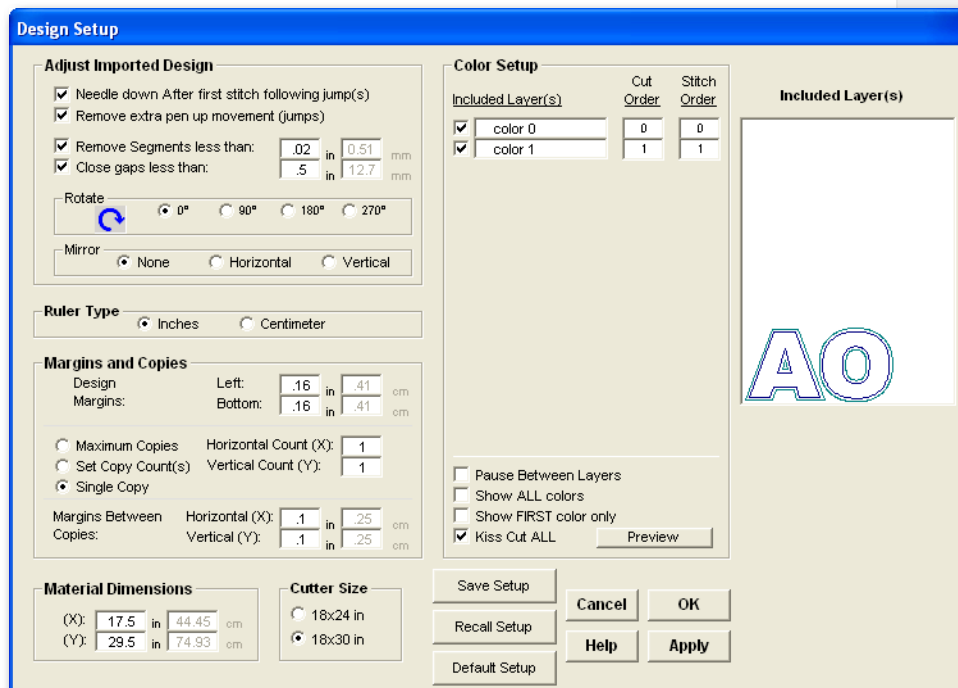 Design Setup
Adjust Imported Design
Needle down After first stitch following jump(s)
Remove extra pen up movement (jumps)
Remove Segments less than: .02 in 0.51 mm
Close gaps less than: .5 in 12.7 mm
Rotate
0° 90° 180° 270°
Mirror
None Horizontal Vertical
Ruler Type
Inches Centimeter
Margins and Copies
Design Left: .16 in .41 cm
Margins: Bottom: .16 in .41 cm
Maximum Copies Horizontal Count (X): 1
Set Copy Count(s) Vertical Count (Y): 1
Single Copy
Margins Between Horizontal (X): .1 in .25 cm
Copies: Vertical (Y): .1 in .25 cm
Material Dimensions
(X): 17.5 in 44.45 cm
(Y): 29.5 in 74.93 cm
Cutter Size
18x24 in
18x30 in
Color Setup
Cut Stitch
Included Layer(s) Order Order
color 0 0 0
color 1 1 1
Pause Between Layers
Show ALL colors
Show FIRST color only
Kiss Cut ALL Preview
Save Setup
Recall Setup
Default Setup
Cancel OK
Help Apply
Included Layer(s)
AO